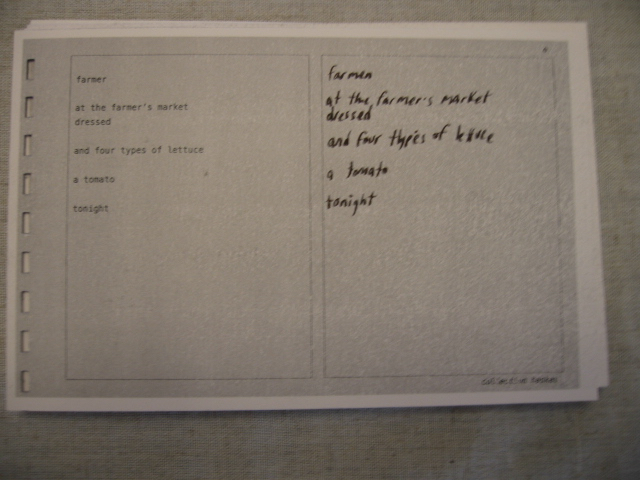 farmer
at the farmer's market
dressed
and four types of lettuce
a tomato
tonight
farmer
at the farmer's market
dressed
and four types of lettuce
a tomato
tonight